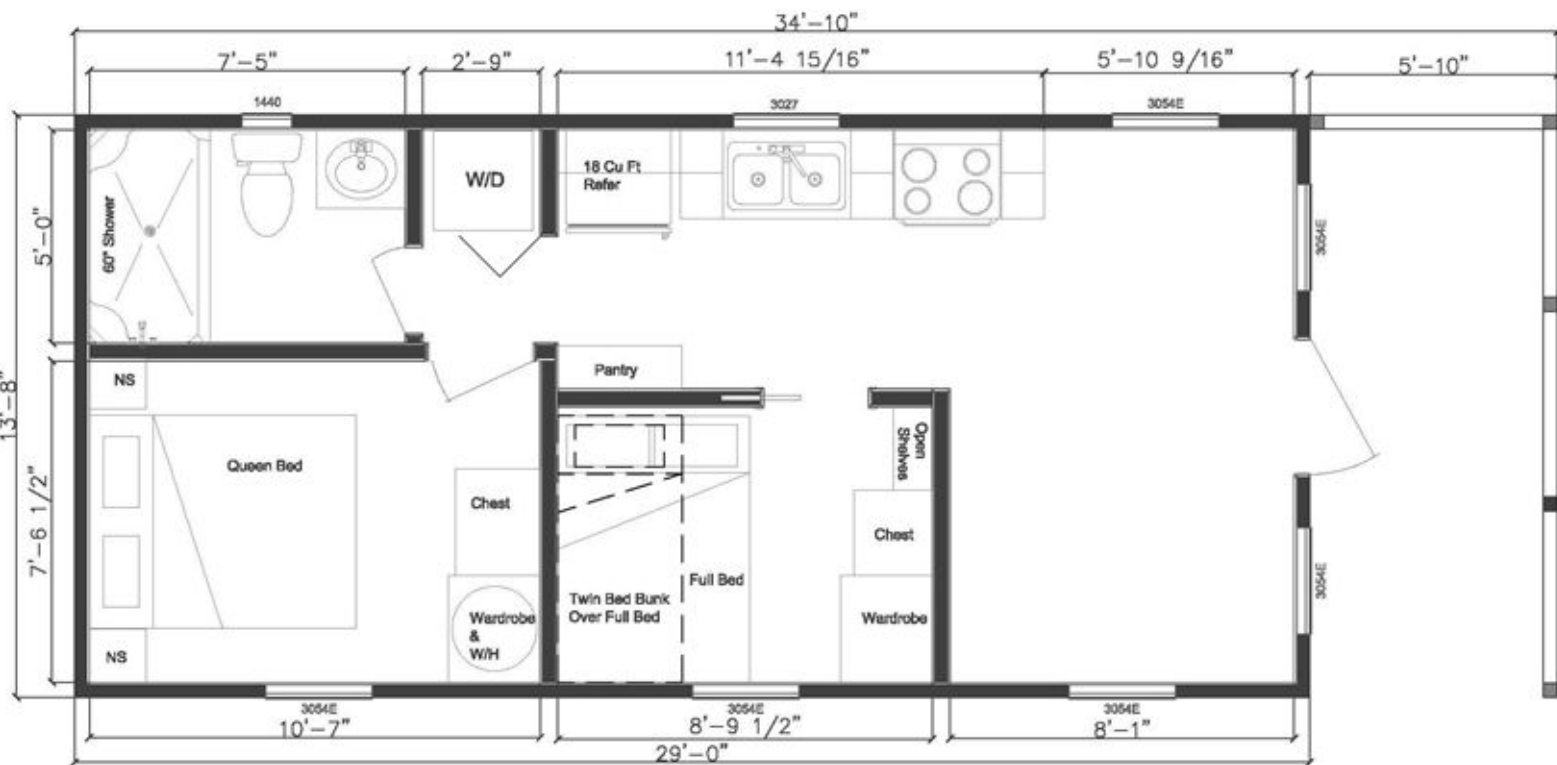 34'-10"
7'-5"
2'-9"
11'-4 15/16"
5'-10 9/16"
5'-10"
1440
3027
3054E
W/D
18 Cu Ft
Refer
60" Shower
5'-0"
3054E
13'-8"
NS
Pantry
Queen Bed
Open
Shelves
7'-6 1/2"
Chest
Chest
Full Bed
Twin Bed Bunk
Over Full Bed
Wardrobe
&
W/H
Wardrobe
3054E
NS
3054E
3054E
3054E
10'-7"
8'-9 1/2"
8'-1"
29'-0"